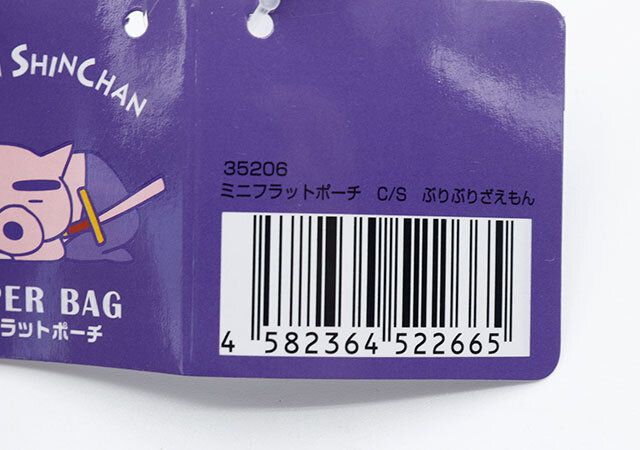 SHINCHAN
PER BAG
ラットポーチ
35206
ミニフラットポーチ C/S ぶりぶりざえもん
4 582364 522665